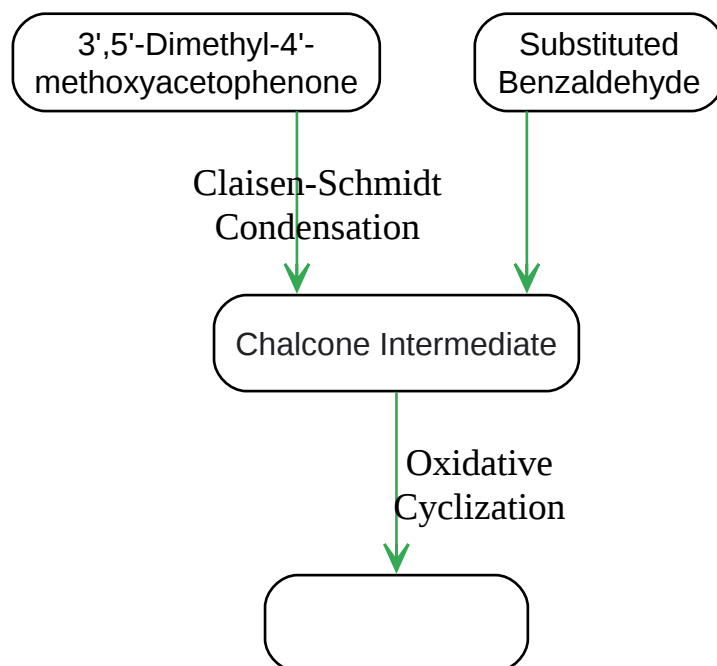 3',5'-Dimethyl-4'-
methoxyacetophenone
Substituted
Benzaldehyde
Claisen-Schmidt
Condensation
Chalcone Intermediate
Oxidative
Cyclization